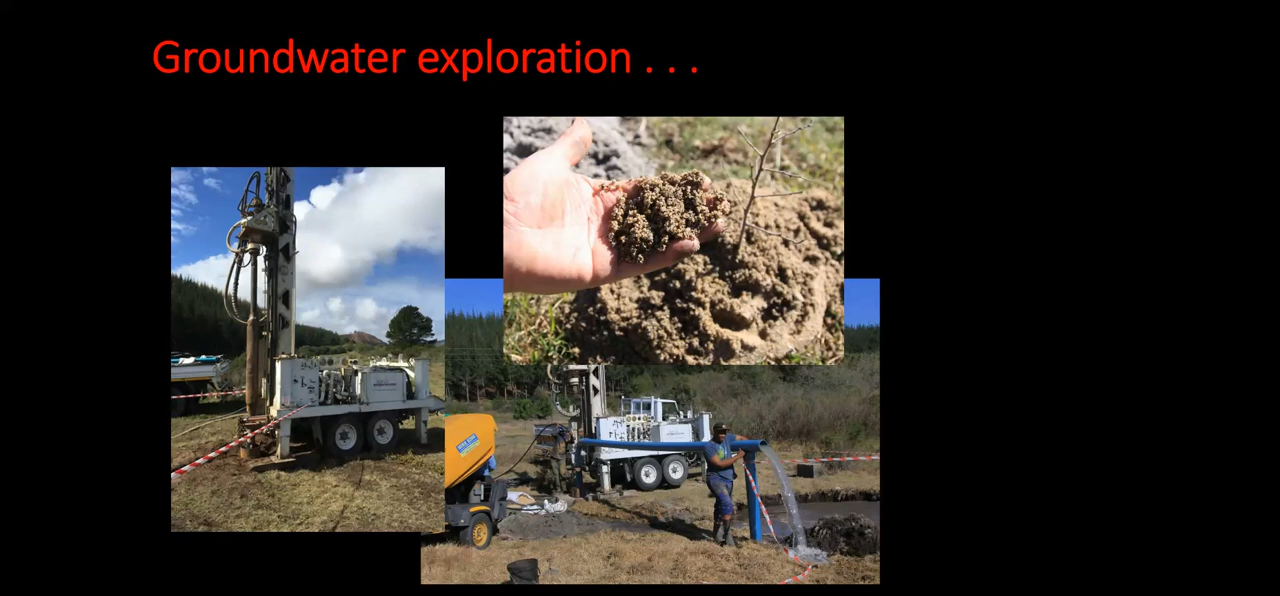 Groundwater exploration . . .